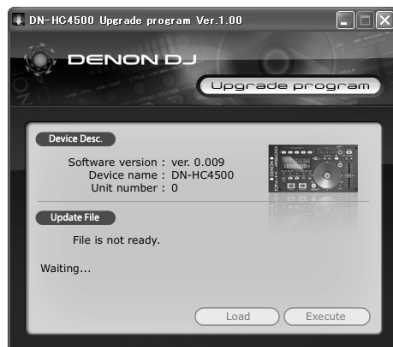 DN-HC4500 Upgrade program Ver.1.00
DENON DJ
Upgrade program
Device Desc.
Software version : ver. 0.009
Device name : DN-HC4500
Unit number : 0
Update File
File is not ready.
Waiting...
Load Execute